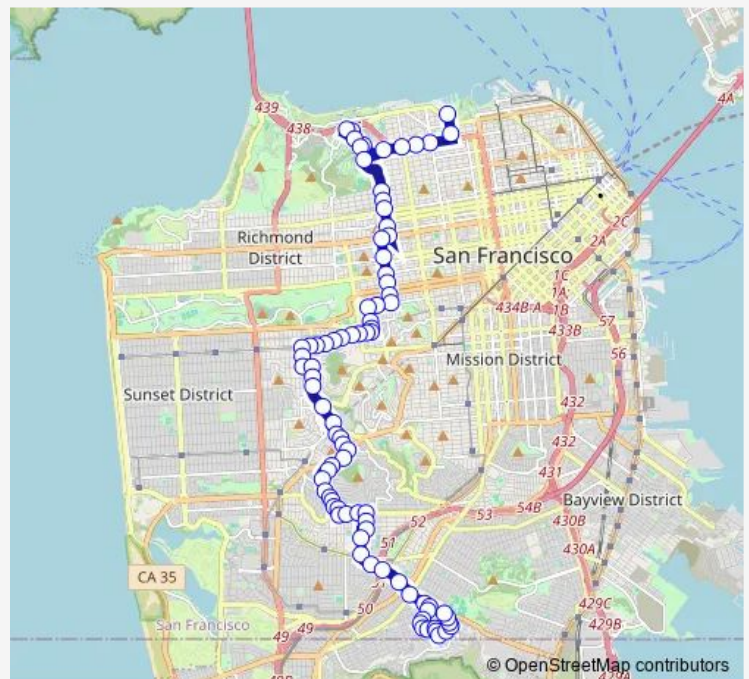 4A
439
438
2C
Richmond
District
2A
San Francisco
1C
1A
434B-A
1B
433B
57
Mission District
56
Sunset District
432
432
431
Bayview District
54B
53
52
430B
51
430A
CA 35
50
429C
San Francisco
49
49
429B
© OpenStreetMap contributors